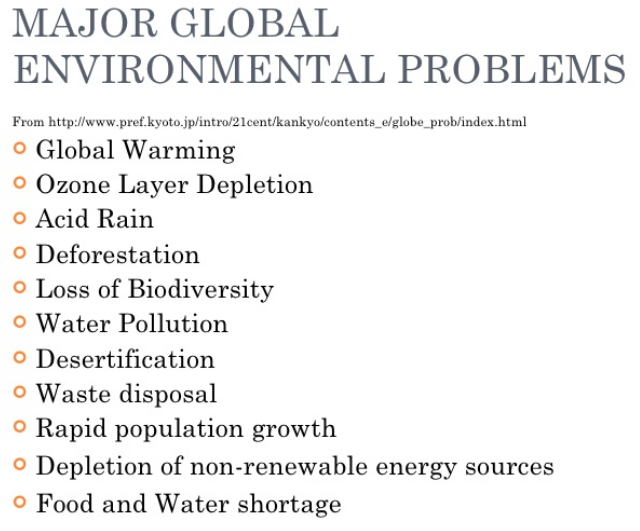 MAJOR GLOBAL
ENVIRONMENTAL PROBLEMS
From http://www.pref.kyoto.jp/intro/21cent/kankyo/contents_e/globe_prob/index.html
Global Warming
Ozone Layer Depletion
Acid Rain
Deforestation
Loss of Biodiversity
Water Pollution
Desertification
Waste disposal
Rapid population growth
Depletion of non-renewable energy sources
Food and Water shortage